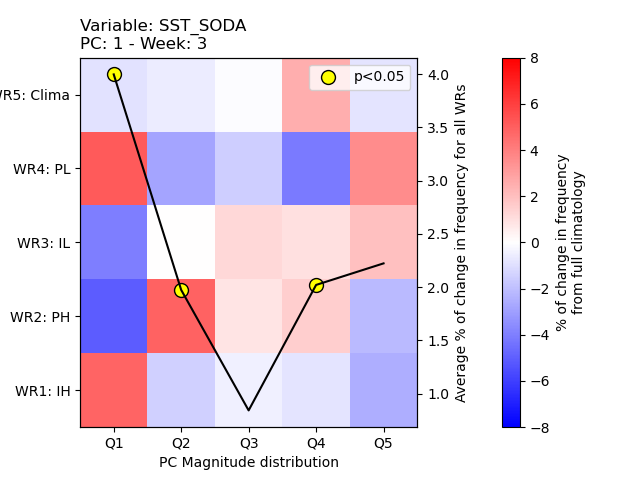 Variable: SST_SODA
PC: 1 - Week: 3
p<0.05
WR5: Clima
WR4: PL
WR3: IL
WR2: PH
WR1: IH
Q1 Q2 Q3 Q4 Q5
PC Magnitude distribution
4.0
3.5
3.0
2.5
2.0
1.5
1.0
Average % of change in frequency for all WRs
8
6
4
2
0
−2
−4
−6
−8
% of change in frequency
from full climatology